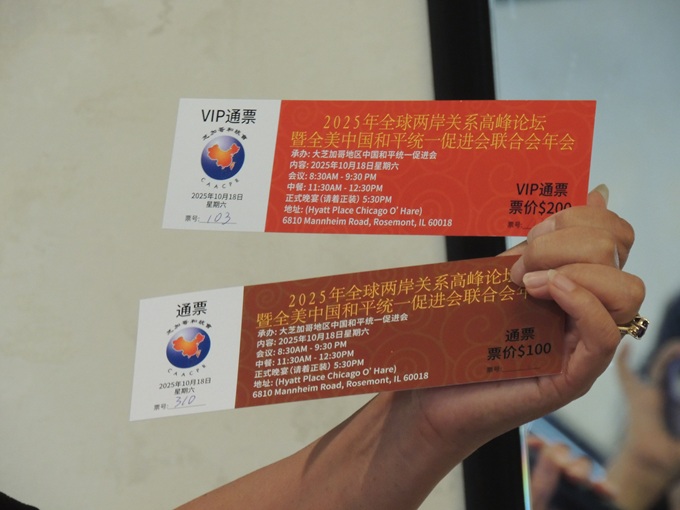 VIP通票
CAACPR
2025年10月18日
星期六
票号: 103
2025年全球两岸关系高峰论坛
暨全美中国和平统一促进会联合会年会
承办: 大芝加哥地区中国和平统一促进会
内容: 2025年10月18日星期六
会议: 8:30AM - 9:30 PM
中餐: 11:30AM - 12:30PM
正式晚宴(请着正装) 5:30PM
地址: (Hyatt Place Chicago O' Hare)
6810 Mannheim Road, Rosemont, IL 60018
VIP通票
票价$200
票号:
通票
CAACPR
2025年10月18日
星期六
票号: 310
2025年全球两岸关系高峰论坛
暨全美中国和平统一促进会联合会年
承办: 大芝加哥地区中国和平统一促进会
内容: 2025年10月18日星期六
会议: 8:30AM - 9:30 PM
中餐: 11:30AM - 12:30PM
正式晚宴(请着正装) 5:30PM
地址: (Hyatt Place Chicago O' Hare)
6810 Mannheim Road, Rosemont, IL 60018
通票
票价$100
票号: